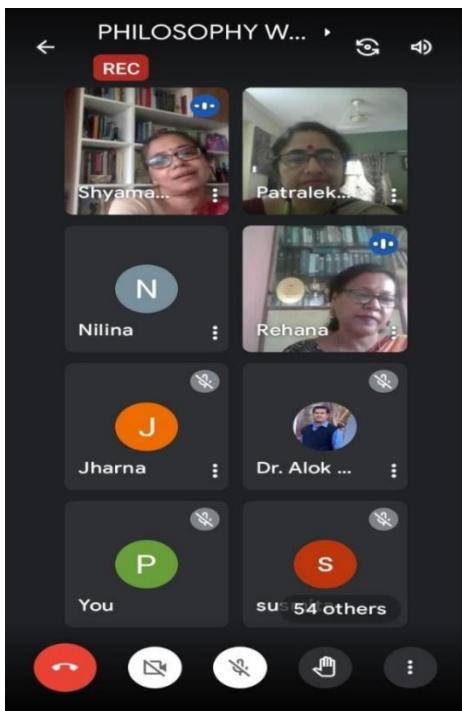 PHILOSOPHY W...
REC
Shyama...
Patralek...
N
Nilina
Rehana
J
Jharna
Dr. Alok ...
P
You
S
54 others